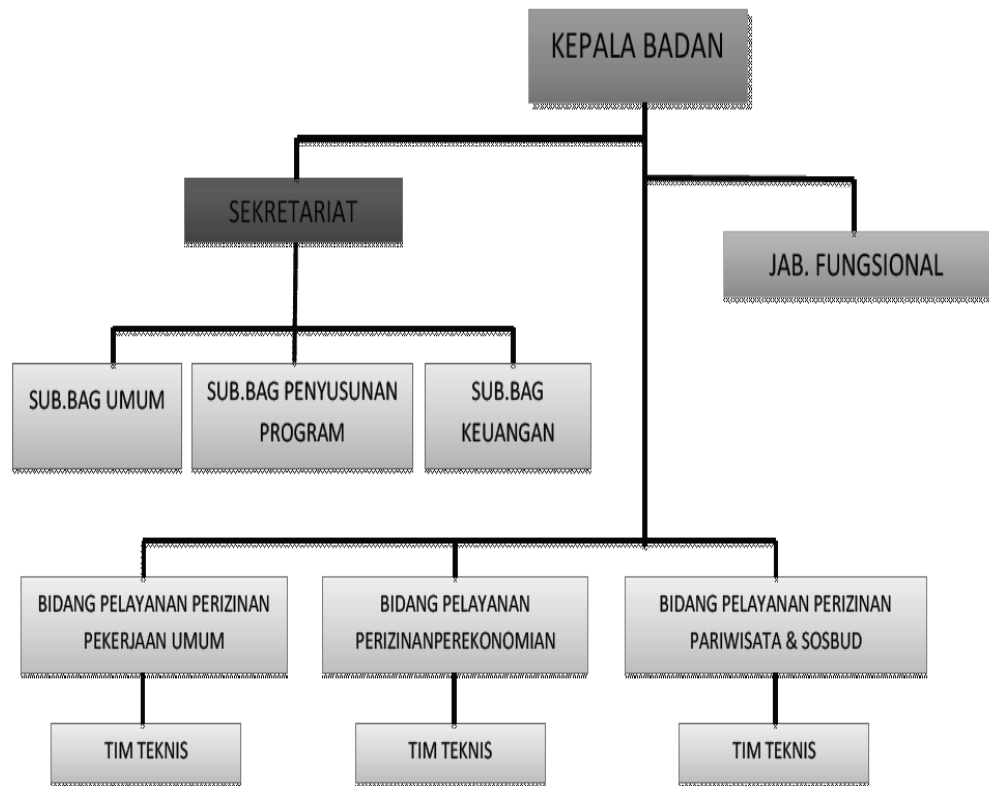 KEPALA BADAN
SEKRETARIAT
JAB. FUNGSIONAL
SUB.BAG UMUM
SUB.BAG PENYUSUNAN
PROGRAM
SUB.BAG
KEUANGAN
BIDANG PELAYANAN PERIZINAN
PEKERJAAN UMUM
BIDANG PELAYANAN
PERIZINANPEREKONOMIAN
BIDANG PELAYANAN PERIZINAN
PARIWISATA & SOSBUD
TIM TEKNIS
TIM TEKNIS
TIM TEKNIS